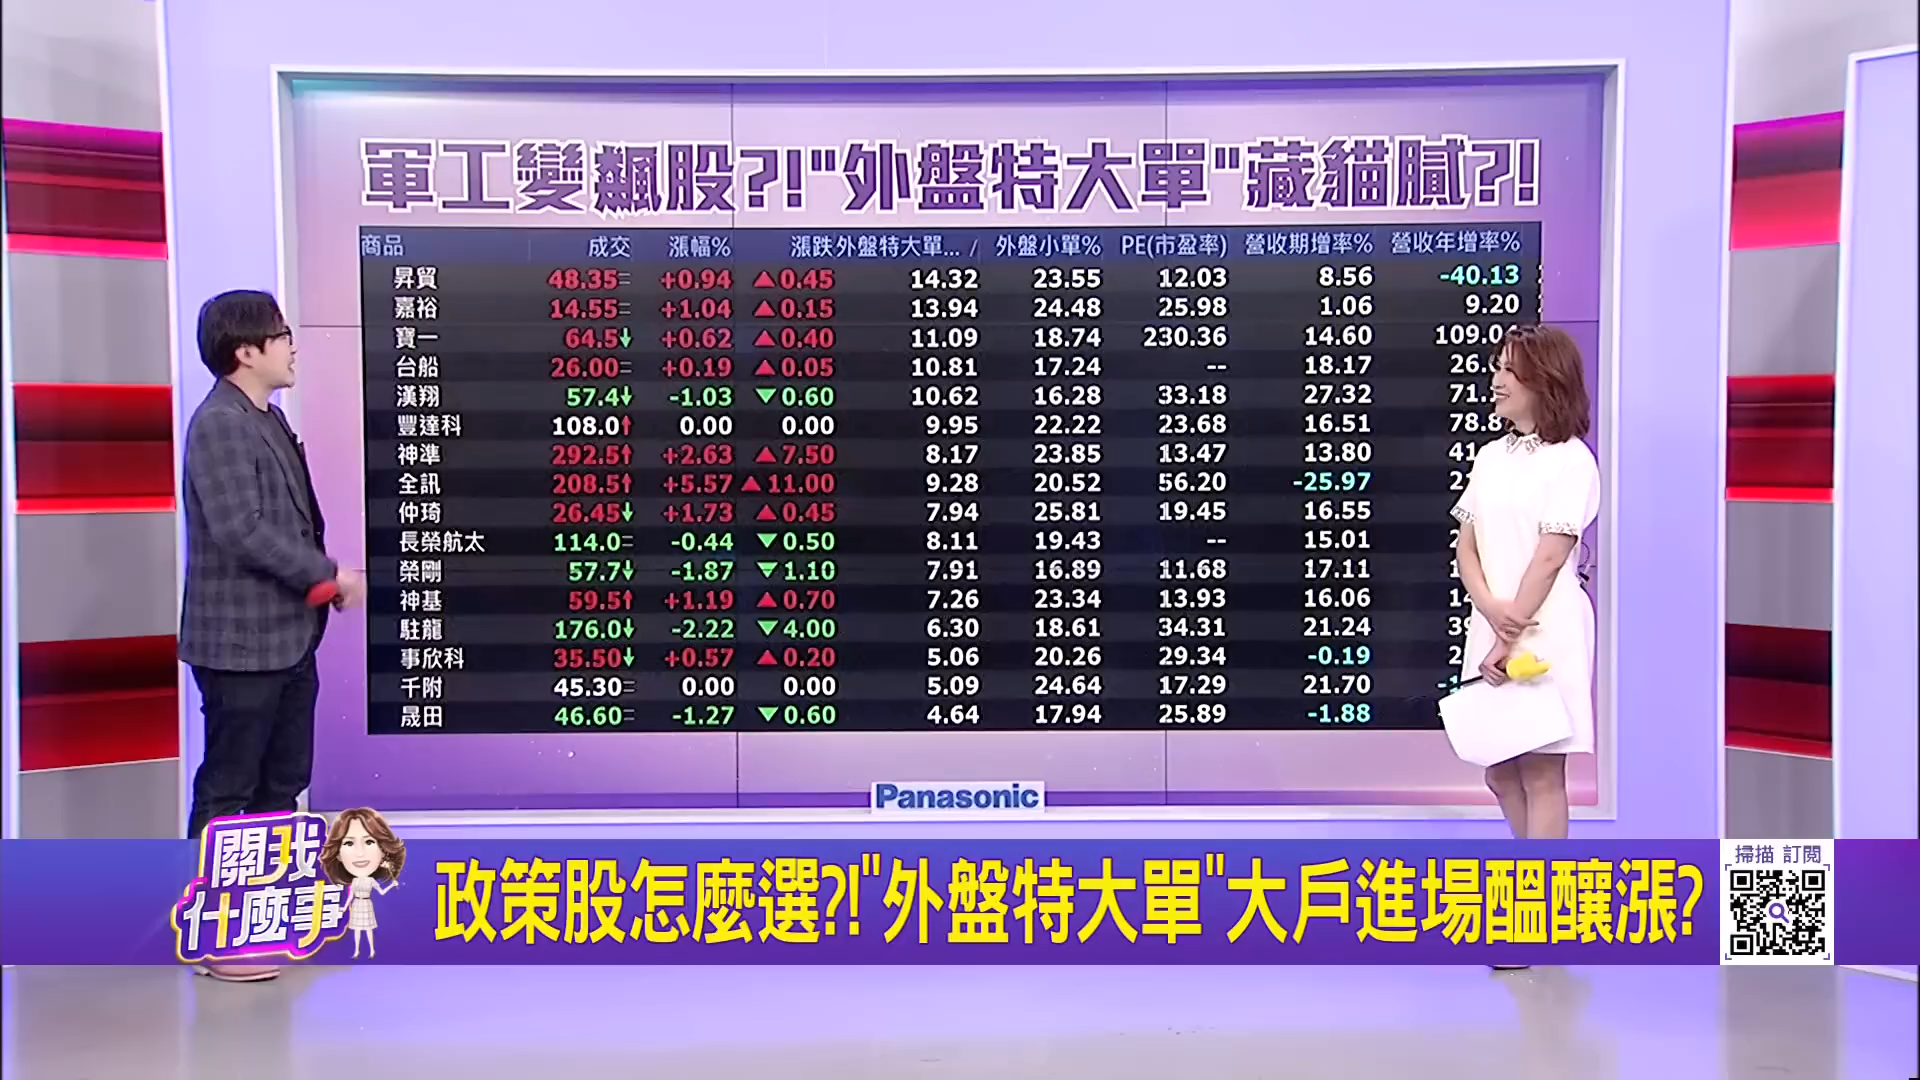 軍工變飆股?!"外盤特大單"藏貓膩?!
商品 成交 漲幅% 漲跌 外盤特大單... / 外盤小單% PE(市盈率) 營收期增率% 營收年增率%
昇貿 48.35= +0.94 ▲0.45 14.32 23.55 12.03 8.56 -40.13
嘉裕 14.55= +1.04 ▲0.15 13.94 24.48 25.98 1.06 9.20
寶一 64.5↓ +0.62 ▲0.40 11.09 18.74 230.36 14.60
台船 26.00= +0.19 ▲0.05 10.81 17.24 -- 18.17
漢翔 57.4↓ -1.03 ▼0.60 10.62 16.28 33.18 27.32
豐達科 108.0↑ 0.00 0.00 9.95 22.22 23.68 16.51
神準 292.5↑ +2.63 ▲7.50 8.17 23.85 13.47 13.80
全訊 208.5↑ +5.57 ▲11.00 9.28 20.52 56.20 -25.97
仲琦 26.45↓ +1.73 ▲0.45 7.94 25.81 19.45 16.55
長榮航太 114.0= -0.44 ▼0.50 8.11 19.43 -- 15.01
榮剛 57.7↓ -1.87 ▼1.10 7.91 16.89 11.68 17.11
神基 59.5↑ +1.19 ▲0.70 7.26 23.34 13.93 16.06
駐龍 176.0↓ -2.22 ▼4.00 6.30 18.61 34.31 21.24
事欣科 35.50↓ +0.57 ▲0.20 5.06 20.26 29.34 -0.19
千附 45.30= 0.00 0.00 5.09 24.64 17.29 21.70
晟田 46.60= -1.27 ▼0.60 4.64 17.94 25.89 -1.88
Panasonic
關我
什麼事
政策股怎麼選?!"外盤特大單"大戶進場醞釀漲?
掃描 訂閱